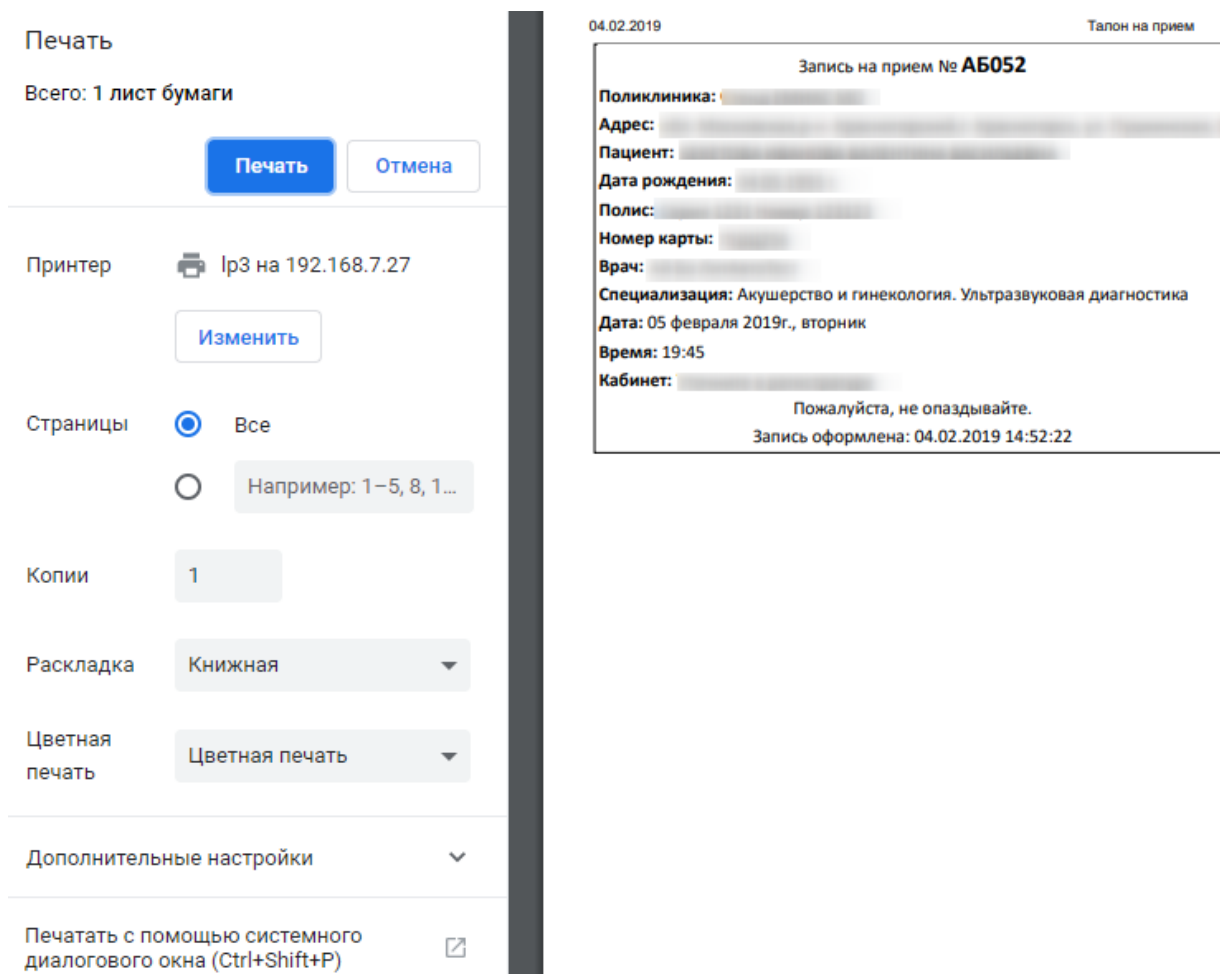 Печать
Всего: 1 лист бумаги
Печать
Отмена
Принтер
lp3 на 192.168.7.27
Изменить
Страницы
Все
Например: 1–5, 8, 1...
Копии
1
Раскладка
Книжная
Цветная печать
Цветная печать
Дополнительные настройки
Печатать с помощью системного
диалогового окна (Ctrl+Shift+P)
04.02.2019
Талон на прием
Запись на прием № АБ052
Поликлиника:
Адрес:
Пациент:
Дата рождения:
Полис:
Номер карты:
Врач:
Специализация: Акушерство и гинекология. Ультразвуковая диагностика
Дата: 05 февраля 2019г., вторник
Время: 19:45
Кабинет:
Пожалуйста, не опаздывайте.
Запись оформлена: 04.02.2019 14:52:22